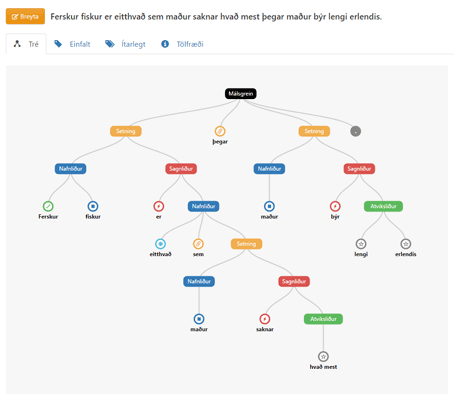 Breyta Ferskur fiskur er eitthvað sem maður saknar hvað mest þegar maður býr lengi erlendis.
Tré Einfalt Ítarlegt Tölfræði
Málsgrein
Setning Setning .
þegar
Nafnliður Sagnliður Nafnliður Sagnliður
Nafnliður Atviksliður
Ferskur fiskur er maður býr
Setning
eitthvað sem lengi erlendis
Nafnliður Sagnliður
Atviksliður
maður saknar
hvað mest